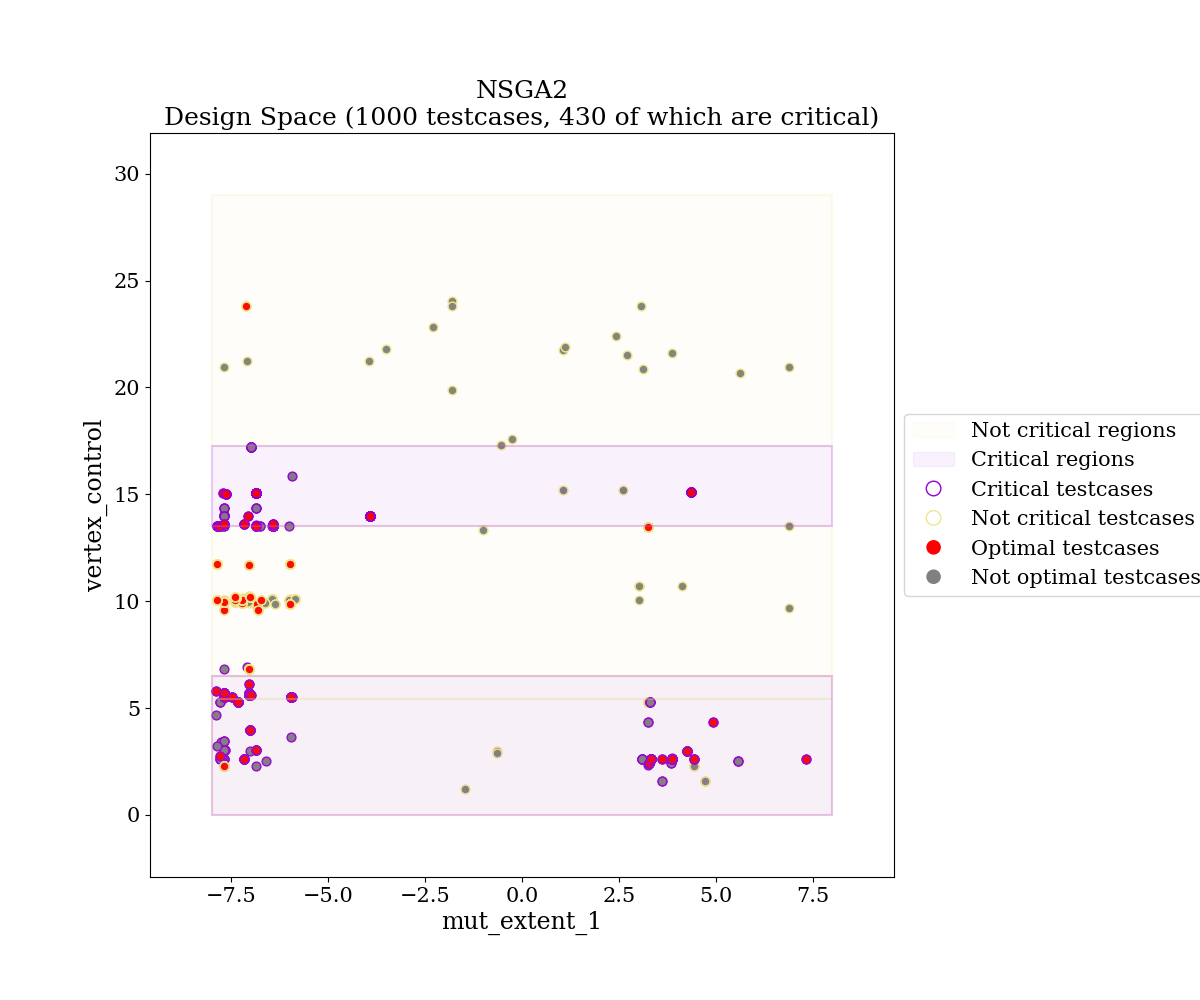 NSGA2
Design Space (1000 testcases, 430 of which are critical)
30
25
20
15
10
5
0
vertex_control
−7.5
−5.0
−2.5
0.0
2.5
5.0
7.5
mut_extent_1
Not critical regions
Critical regions
Critical testcases
Not critical testcases
Optimal testcases
Not optimal testcases